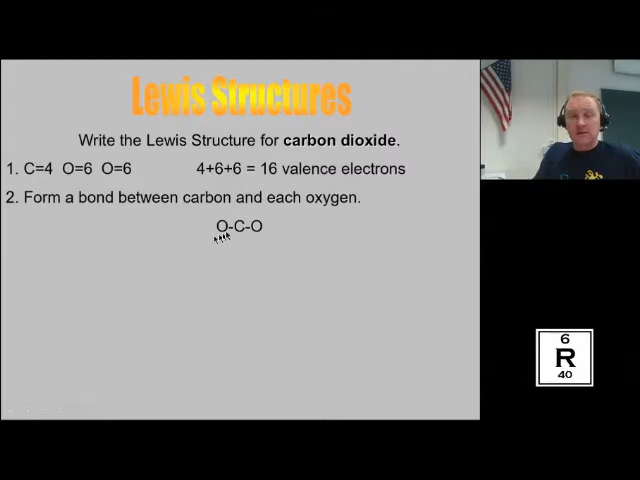 Lewis Structures
Write the Lewis Structure for carbon dioxide.
1. C=4 O=6 O=6 4+6+6 = 16 valence electrons
2. Form a bond between carbon and each oxygen.
O-C-O
6
R
40